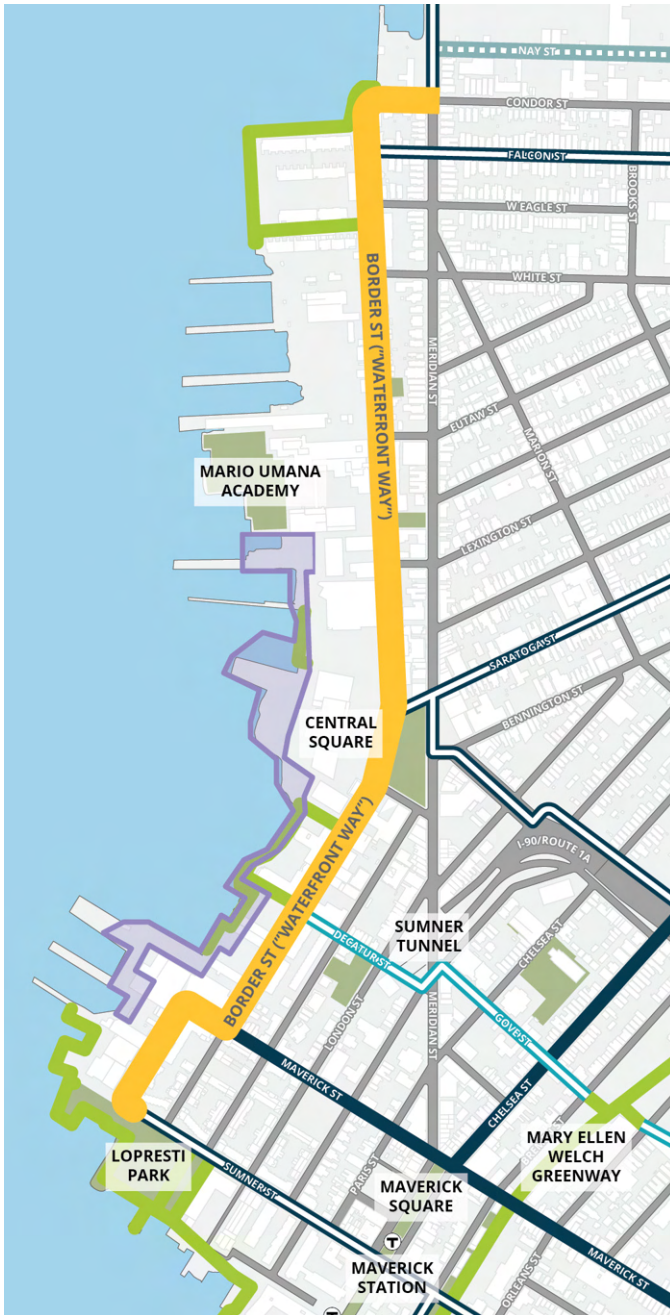 NAY ST
CONDOR ST
FALCON ST
BROOKS ST
W EAGLE ST
BORDER ST ("WATERFRONT WAY")
WHITE ST
MERIDIAN ST
EUTAW ST
MARION ST
MARIO UMANA
ACADEMY
LEXINGTON ST
SARATOGA ST
BENNINGTON ST
CENTRAL
SQUARE
I-90/ROUTE 1A
BORDER ST ("WATERFRONT WAY")
SUMNER
TUNNEL
CHELSEA ST
DECATUR ST
LONDON ST
MERIDIAN ST
GOVE ST
MAVERICK ST
CHELSEA ST
LOPRESTI
PARK
SUMNER ST
PARIS ST
MARY ELLEN
WELCH
GREENWAY
MAVERICK
SQUARE
T
MAVERICK
STATION
MAVERICK ST
ORLEANS ST
T